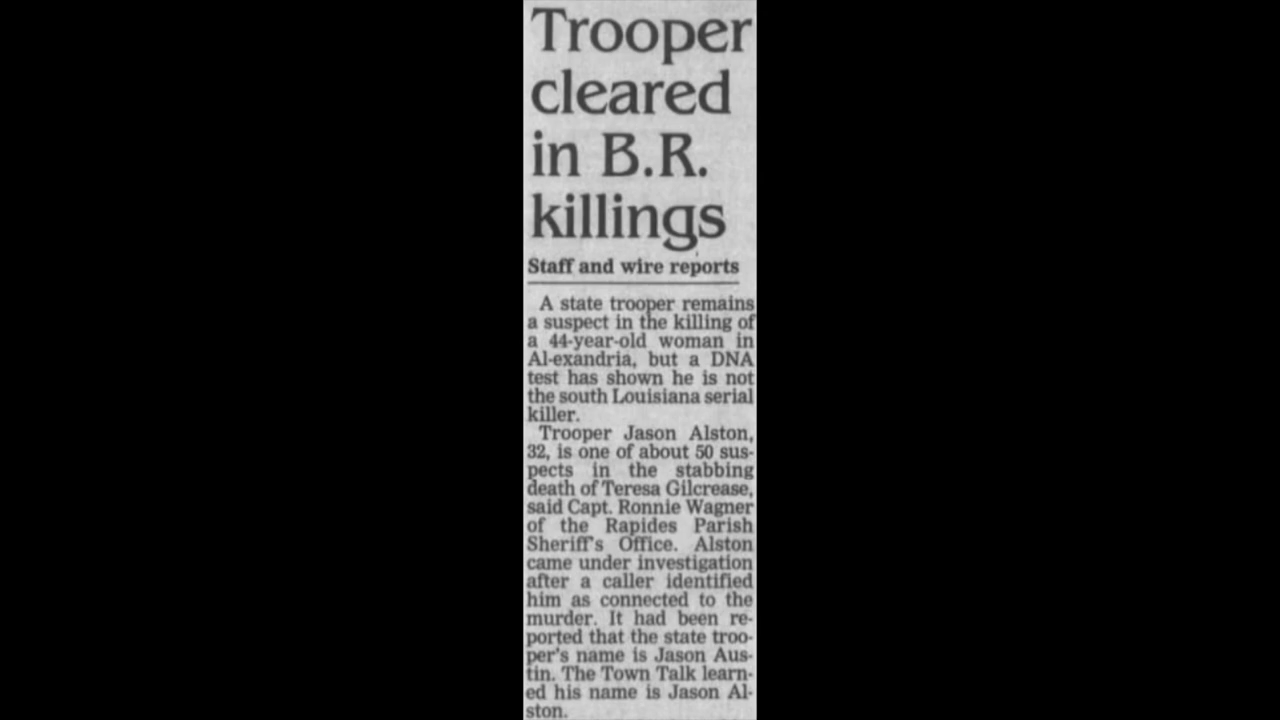 Trooper
cleared
in B.R.
killings
Staff and wire reports
A state trooper remains
a suspect in the killing of
a 44-year-old woman in
Al-exandria, but a DNA
test has shown he is not
the south Louisiana serial
killer.
Trooper Jason Alston,
32, is one of about 50 sus-
pects in the stabbing
death of Teresa Gilcrease,
said Capt. Ronnie Wagner
of the Rapides Parish
Sheriff's Office. Alston
came under investigation
after a caller identified
him as connected to the
murder. It had been re-
ported that the state troo-
per's name is Jason Aus-
tin. The Town Talk learn-
ed his name is Jason Al-
ston.